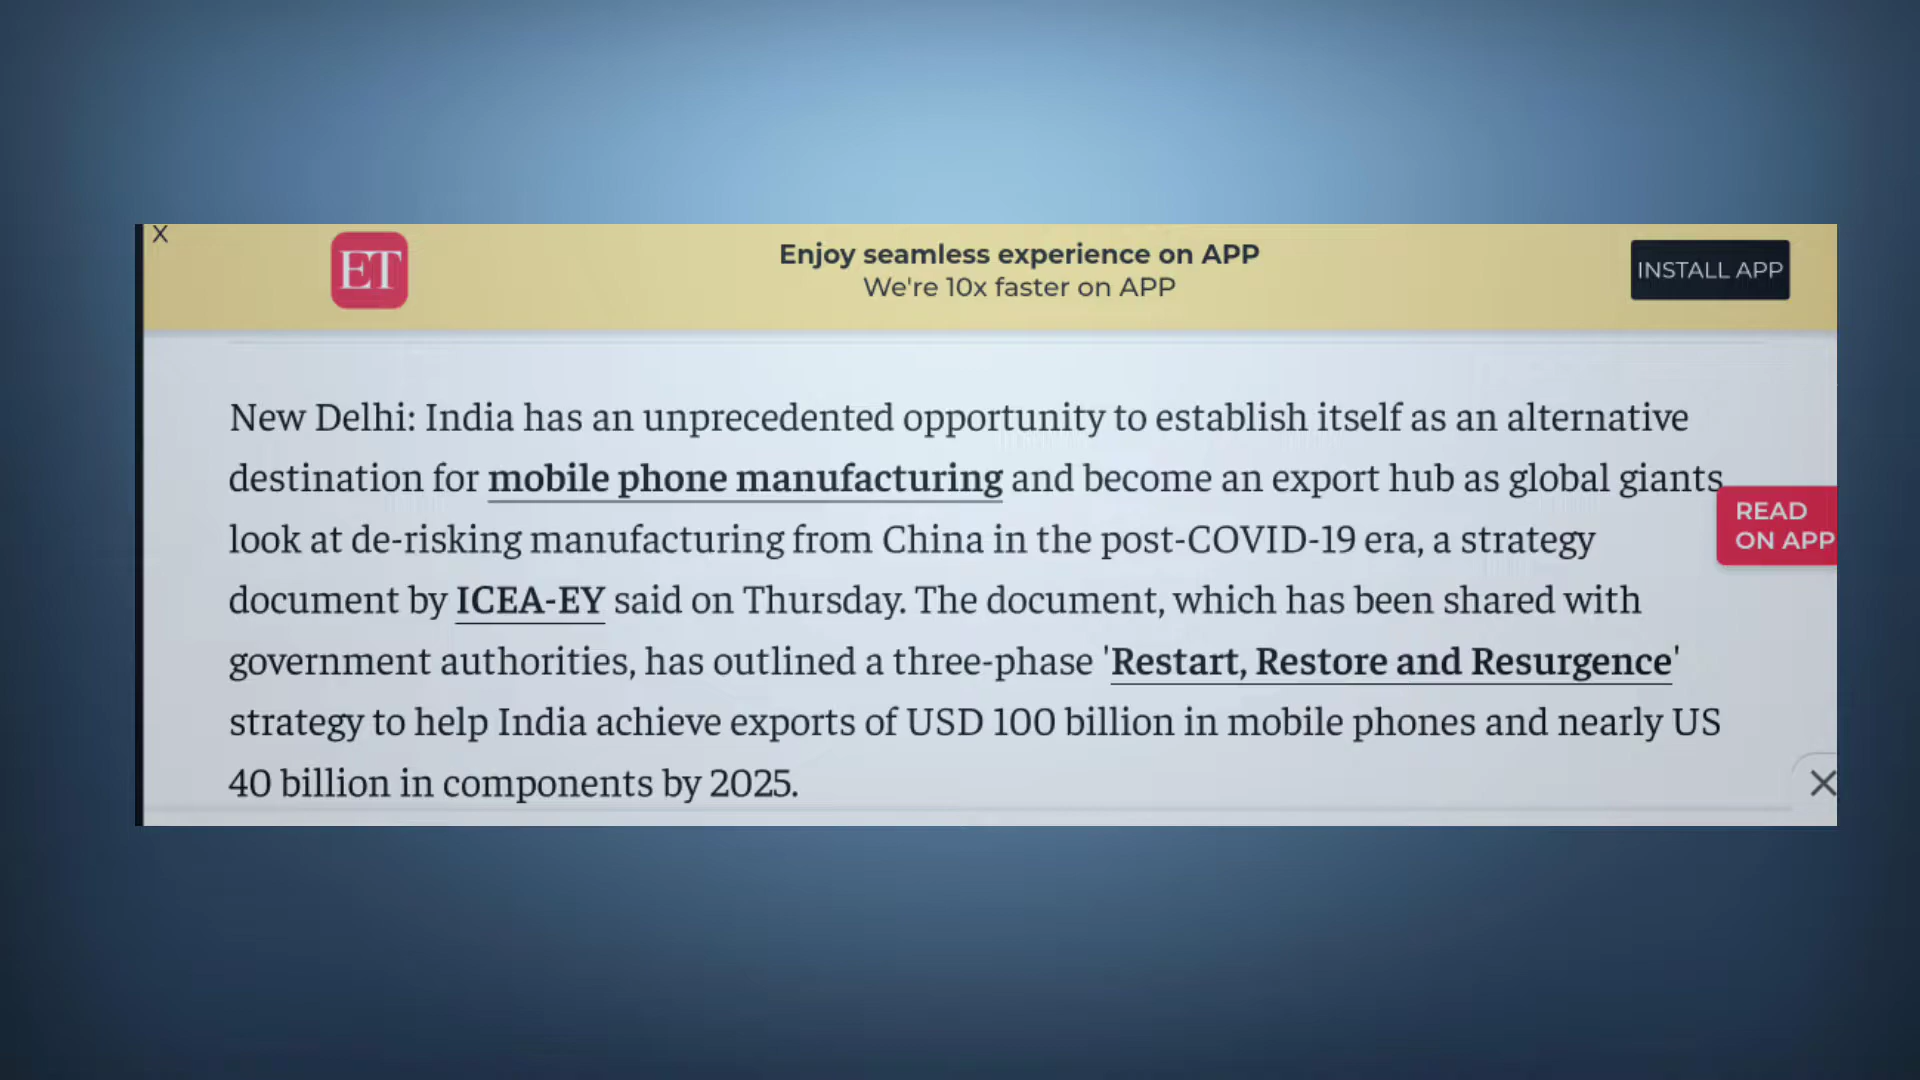 X
ET
Enjoy seamless experience on APP
We're 10x faster on APP
INSTALL APP
New Delhi: India has an unprecedented opportunity to establish itself as an alternative
destination for mobile phone manufacturing and become an export hub as global giants
look at de-risking manufacturing from China in the post-COVID-19 era, a strategy
document by ICEA-EY said on Thursday. The document, which has been shared with
government authorities, has outlined a three-phase 'Restart, Restore and Resurgence'
strategy to help India achieve exports of USD 100 billion in mobile phones and nearly US
40 billion in components by 2025.
READ
ON APP